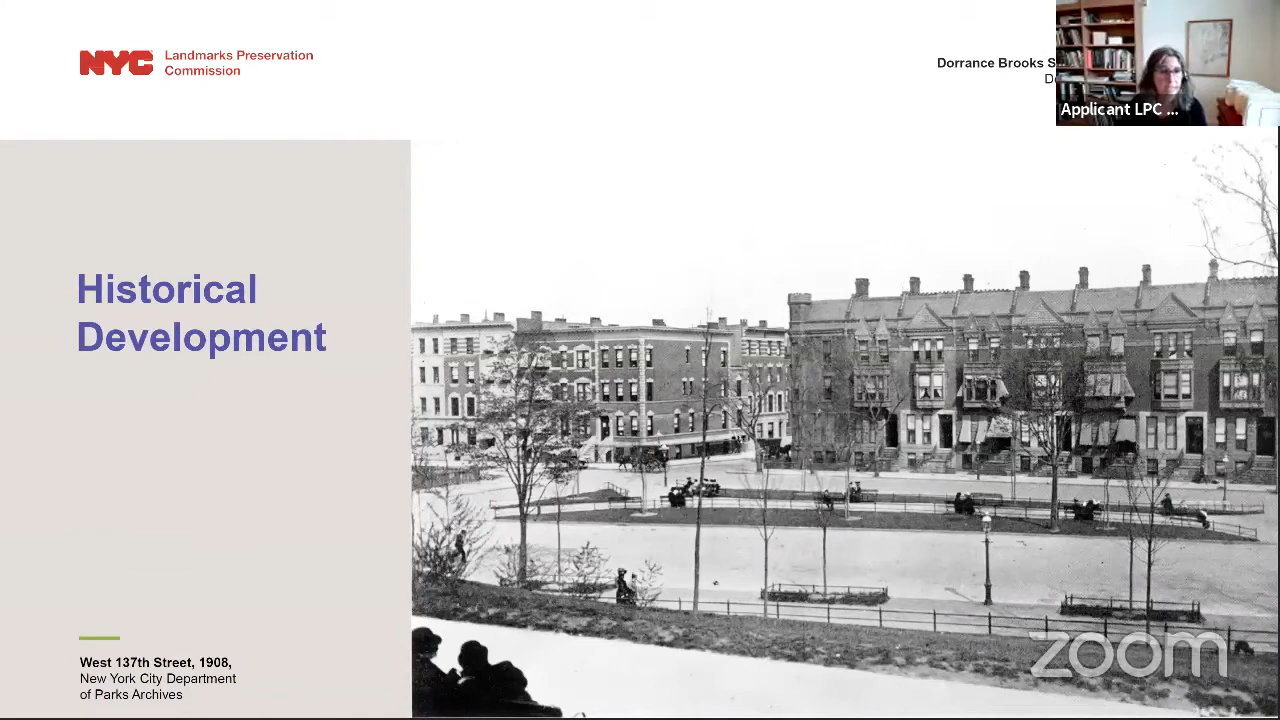 NYC
Landmarks Preservation
Commission
Dorrance Brooks S
Applicant LPC ...
Historical
Development
West 137th Street, 1908,
New York City Department
of Parks Archives
zoom